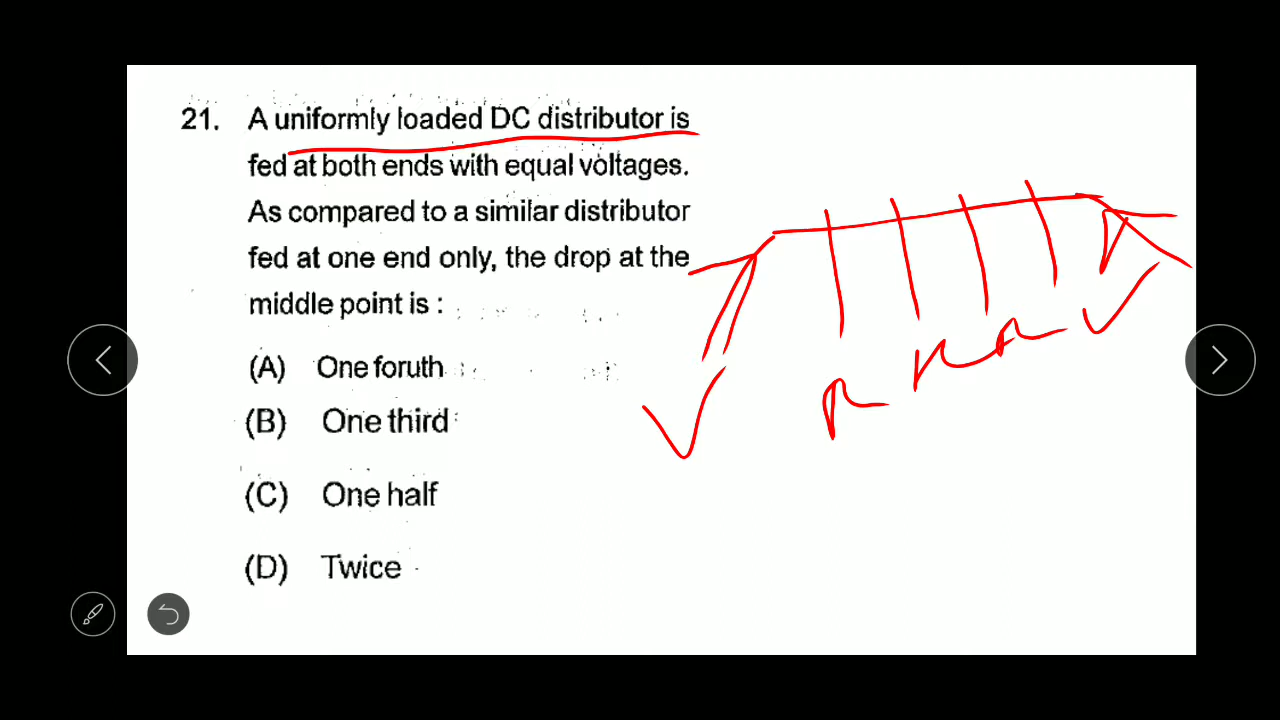 21. A uniformly loaded DC distributor is
fed at both ends with equal voltages.
As compared to a similar distributor
fed at one end only, the drop at the
middle point is :
(A) One foruth
(B) One third
(C) One half
(D) Twice